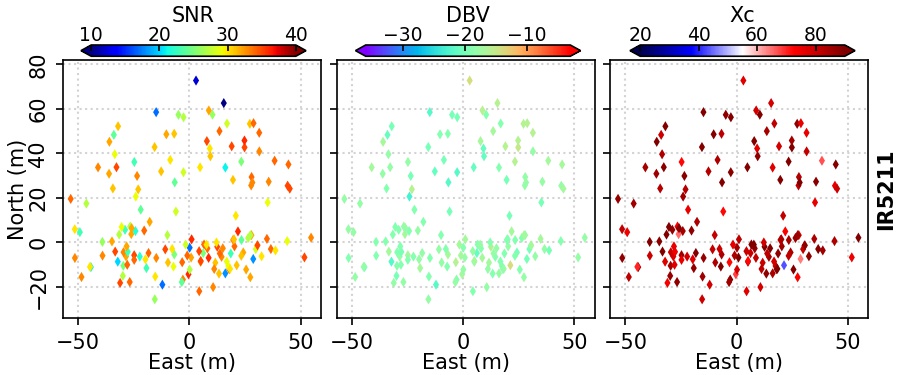 SNR DBV Xc
10 20 30 40 −30 −20 −10 20 40 60 80
80
60
40
20
0
−20
North (m)
IR5211
−50 0 50 −50 0 50 −50 0 50
East (m) East (m) East (m)